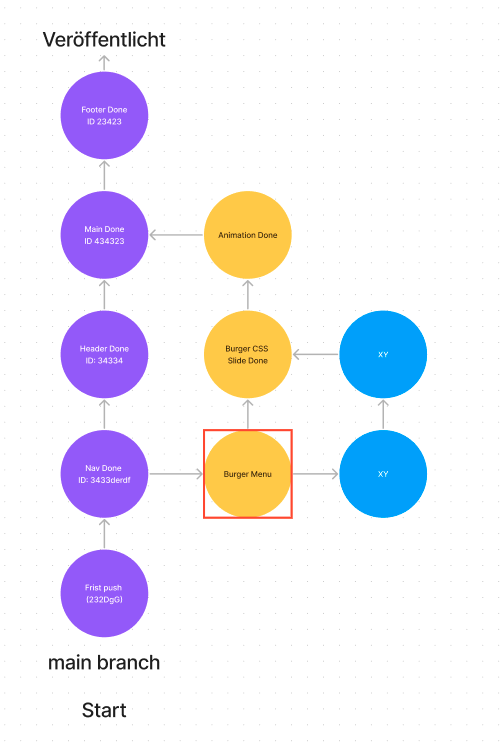 Veröffentlicht
Footer Done
ID 23423
Main Done
ID 434323
Animation Done
Header Done
ID: 34334
Burger CSS
Slide Done
XY
Nav Done
ID: 3433derdf
Burger Menu
XY
Frist push
(232DgG)
main branch
Start